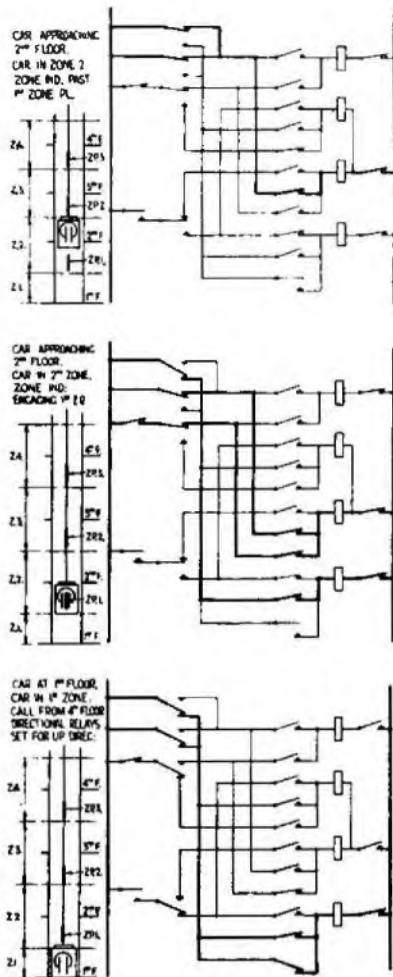 CAR APPROACHING
2ND FLOOR.
CAR IN ZONE 2
ZONE IND. PAST
1ST ZONE PL.
Z4
4TH F
ZP3
Z3
3RD F
ZP2
Z2
2ND F
ZP1
Z1
1ST F
CAR APPROACHING
2ND FLOOR.
CAR IN 2ND ZONE,
ZONE IND:
ENGAGING 1ST
Z4
4TH F
Z3
3RD F
Z2
2ND F
Z1
1ST F
CAR AT 1ST FLOOR.
CAR IN 1ST ZONE.
CALL FROM 4TH FLOOR
DIRECTIONAL RELAYS
SET FOR UP DIREC:
Z4
4TH F
Z3
3RD F
Z2
2ND F
Z1
1ST F